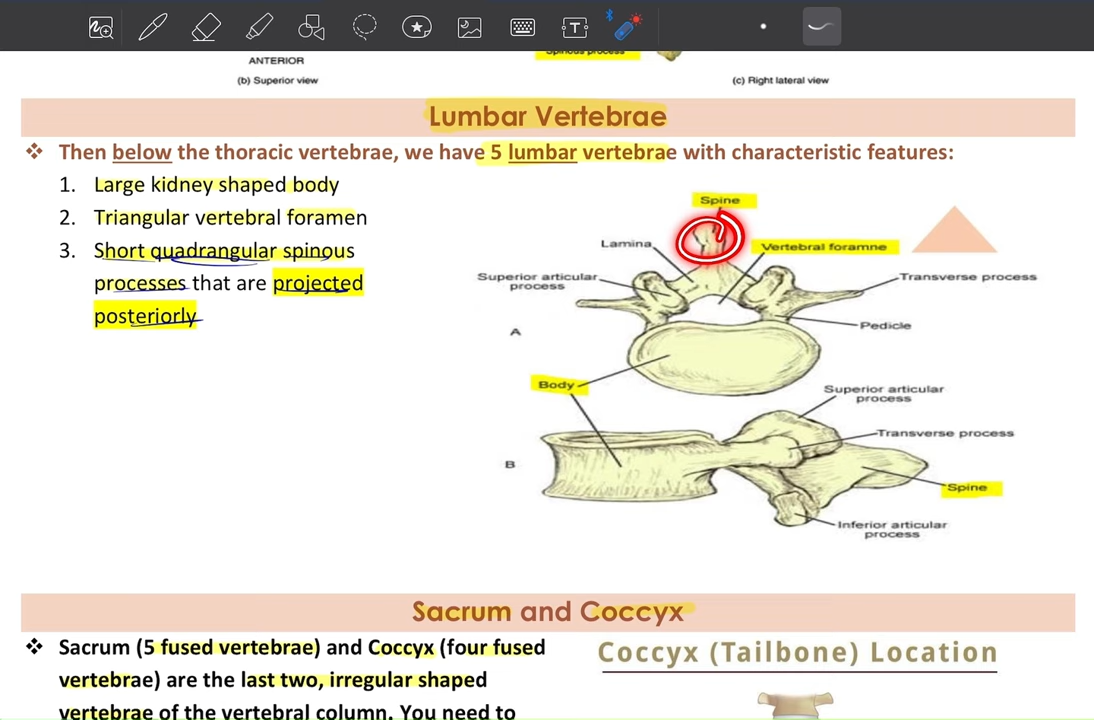 Spinous process
ANTERIOR
(b) Superior view
(c) Right lateral view
Lumbar Vertebrae
❖ Then below the thoracic vertebrae, we have 5 lumbar vertebrae with characteristic features:
1. Large kidney shaped body
2. Triangular vertebral foramen
3. Short quadrangular spinous
processes that are projected
posteriorly
Spine
Lamina
Vertebral foramne
Superior articular
process
Transverse process
A
Pedicle
Body
Superior articular
process
Transverse process
B
Spine
Inferior articular
process
Sacrum and Coccyx
❖ Sacrum (5 fused vertebrae) and Coccyx (four fused
vertebrae) are the last two, irregular shaped
vertebrae of the vertebral column. You need to
Coccyx (Tailbone) Location